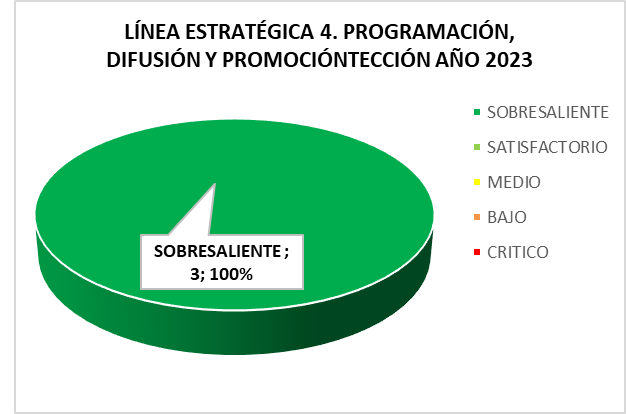 LÍNEA ESTRATÉGICA 4. PROGRAMACIÓN,
DIFUSIÓN Y PROMOCIÓNTECCIÓN AÑO 2023
SOBRESALIENTE
SATISFACTORIO
MEDIO
BAJO
CRITICO
SOBRESALIENTE ;
3; 100%